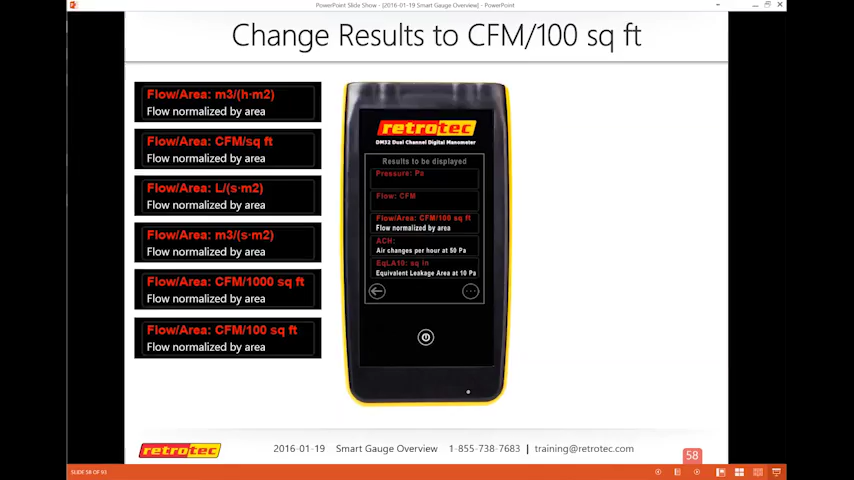 PowerPoint Slide Show - [2016-01-19 Smart Gauge Overview] - PowerPoint
Change Results to CFM/100 sq ft
Flow/Area: m3/(h·m2)
Flow normalized by area
Flow/Area: CFM/sq ft
Flow normalized by area
Flow/Area: L/(s·m2)
Flow normalized by area
Flow/Area: m3/(s·m2)
Flow normalized by area
Flow/Area: CFM/1000 sq ft
Flow normalized by area
Flow/Area: CFM/100 sq ft
Flow normalized by area
retrotec
DM32 Dual Channel Digital Manometer
Results to be displayed
Pressure: Pa
Flow: CFM
Flow/Area: CFM/100 sq ft
Flow normalized by area
ACH:
Air changes per hour at 50 Pa
EqLA10: sq in
Equivalent Leakage Area at 10 Pa
retrotec
2016-01-19 Smart Gauge Overview | 1-855-738-7683 | training@retrotec.com
58
SLIDE 58 OF 93